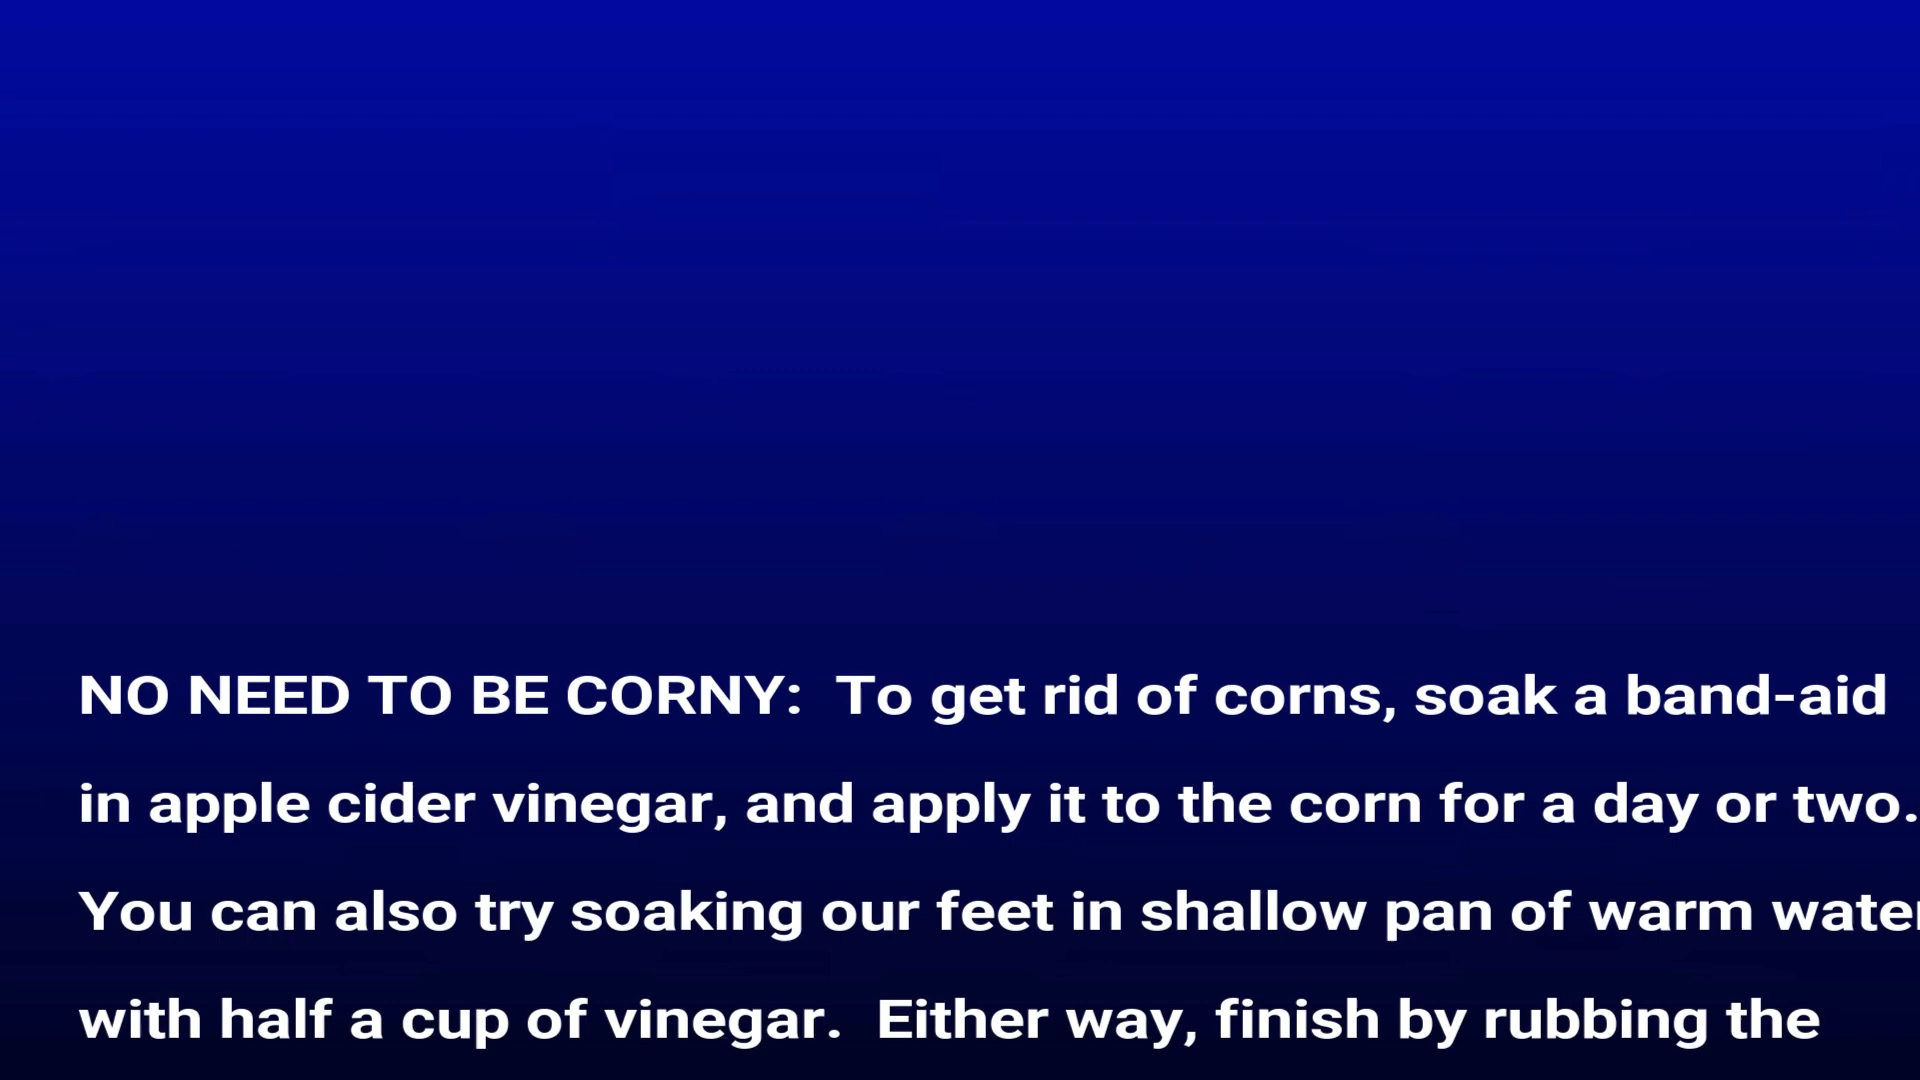 NO NEED TO BE CORNY:  To get rid of corns, soak a band-aid
in apple cider vinegar, and apply it to the corn for a day or two.
You can also try soaking our feet in shallow pan of warm water
with half a cup of vinegar.  Either way, finish by rubbing the